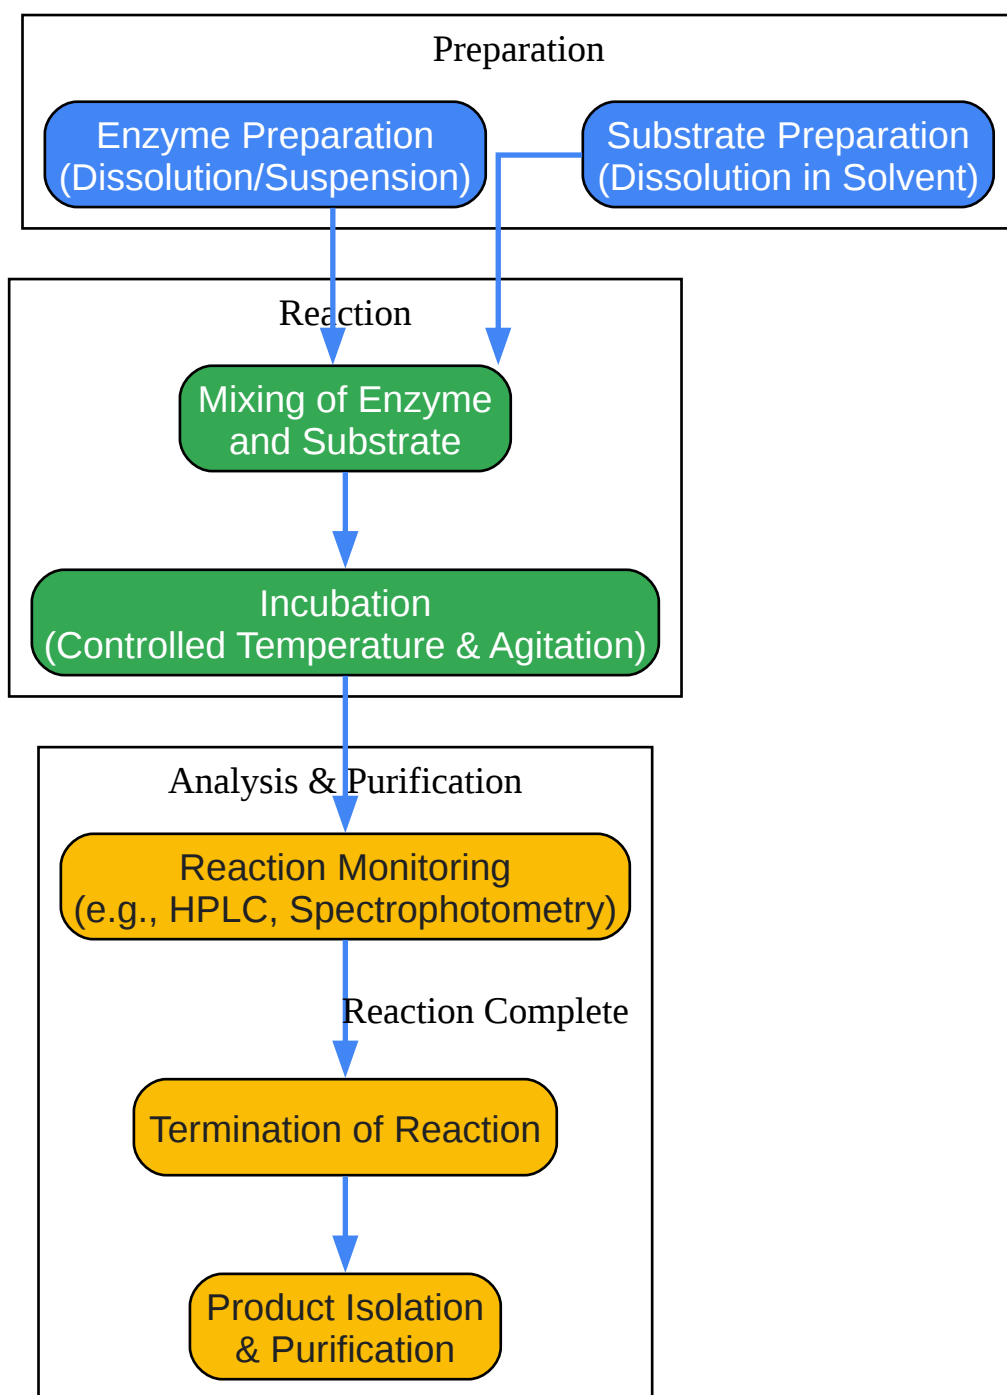 Preparation
Enzyme Preparation
(Dissolution/Suspension)
Substrate Preparation
(Dissolution in Solvent)
Reaction
Mixing of Enzyme
and Substrate
Incubation
(Controlled Temperature & Agitation)
Analysis & Purification
Reaction Monitoring
(e.g., HPLC, Spectrophotometry)
Reaction Complete
Termination of Reaction
Product Isolation
& Purification